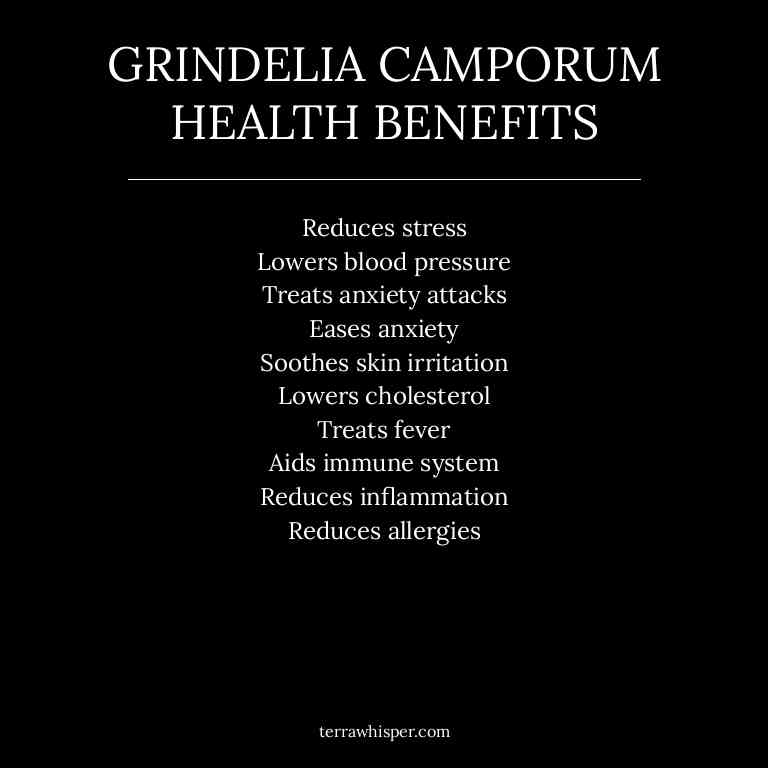 GRINDELIA CAMPORUM
HEALTH BENEFITS
Reduces stress
Lowers blood pressure
Treats anxiety attacks
Eases anxiety
Soothes skin irritation
Lowers cholesterol
Treats fever
Aids immune system
Reduces inflammation
Reduces allergies
terrawhisper.com